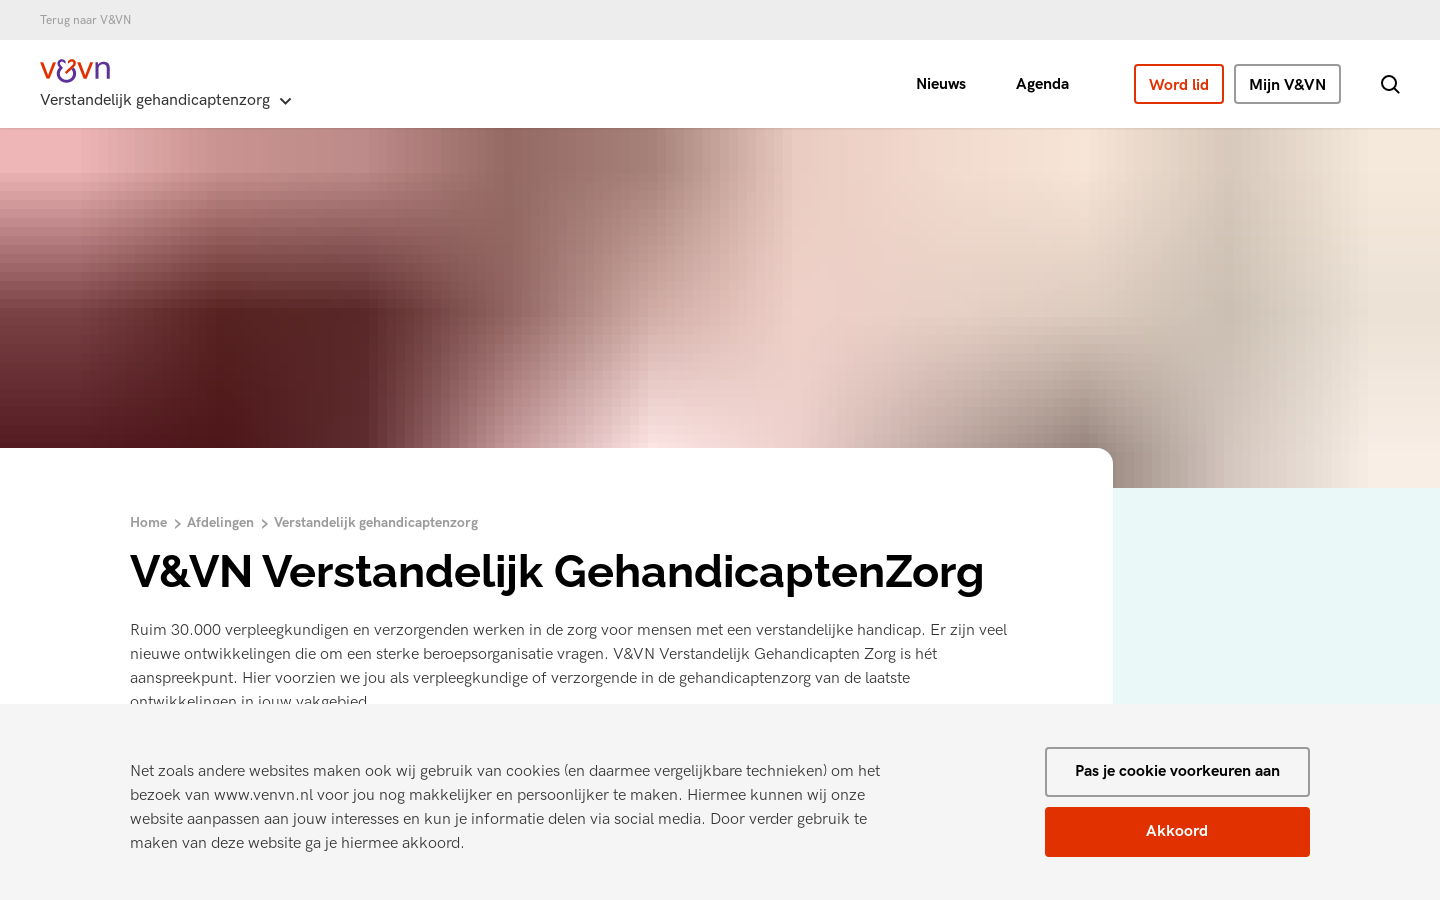 Terug naar V&VN
V&VN
Verstandelijk gehandicaptenzorg
Nieuws
Agenda
Word lid
Mijn V&VN
Home
Afdelingen
Verstandelijk gehandicaptenzorg
V&VN Verstandelijk GehandicaptenZorg
Ruim 30.000 verpleegkundigen en verzorgenden werken in de zorg voor mensen met een verstandelijke handicap. Er zijn veel
nieuwe ontwikkelingen die om een sterke beroepsorganisatie vragen. V&VN Verstandelijk Gehandicapten Zorg is hét
aanspreekpunt. Hier voorzien we jou als verpleegkundige of verzorgende in de gehandicaptenzorg van de laatste
ontwikkelingen in jouw vakgebied.
Net zoals andere websites maken ook wij gebruik van cookies (en daarmee vergelijkbare technieken) om het
bezoek van www.venvn.nl voor jou nog makkelijker en persoonlijker te maken. Hiermee kunnen wij onze
website aanpassen aan jouw interesses en kun je informatie delen via social media. Door verder gebruik te
maken van deze website ga je hiermee akkoord.
Pas je cookie voorkeuren aan
Akkoord